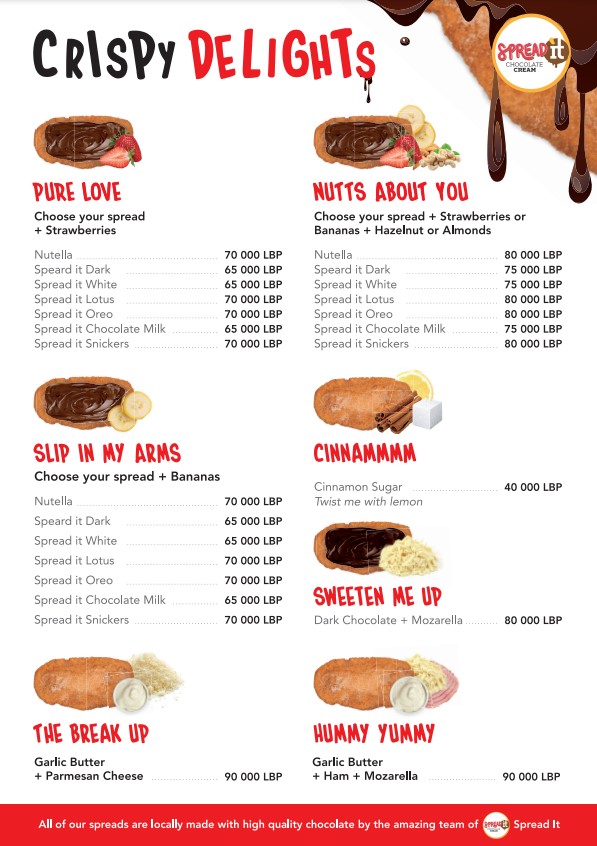 CRISPY DELIGHTS
SPREAD it
CHOCOLATE
CREAM
PURE LOVE
Choose your spread
+ Strawberries
Nutella 70 000 LBP
Speard it Dark 65 000 LBP
Spread it White 65 000 LBP
Spread it Lotus 70 000 LBP
Spread it Oreo 70 000 LBP
Spread it Chocolate Milk 65 000 LBP
Spread it Snickers 70 000 LBP
NUTTS ABOUT YOU
Choose your spread + Strawberries or
Bananas + Hazelnut or Almonds
Nutella 80 000 LBP
Speard it Dark 75 000 LBP
Spread it White 75 000 LBP
Spread it Lotus 80 000 LBP
Spread it Oreo 80 000 LBP
Spread it Chocolate Milk 75 000 LBP
Spread it Snickers 80 000 LBP
SLIP IN MY ARMS
Choose your spread + Bananas
Nutella 70 000 LBP
Speard it Dark 65 000 LBP
Spread it White 65 000 LBP
Spread it Lotus 70 000 LBP
Spread it Oreo 70 000 LBP
Spread it Chocolate Milk 65 000 LBP
Spread it Snickers 70 000 LBP
CINNAMMMM
Cinnamon Sugar 40 000 LBP
Twist me with lemon
SWEETEN ME UP
Dark Chocolate + Mozarella 80 000 LBP
THE BREAK UP
Garlic Butter
+ Parmesan Cheese 90 000 LBP
HUMMY YUMMY
Garlic Butter
+ Ham + Mozarella 90 000 LBP
All of our spreads are locally made with high quality chocolate by the amazing team of SPREAD it Spread It